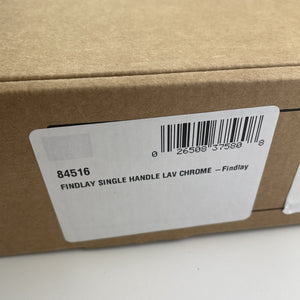 0 26508 37580 8
84516
FINDLAY SINGLE HANDLE LAV CHROME – Findlay